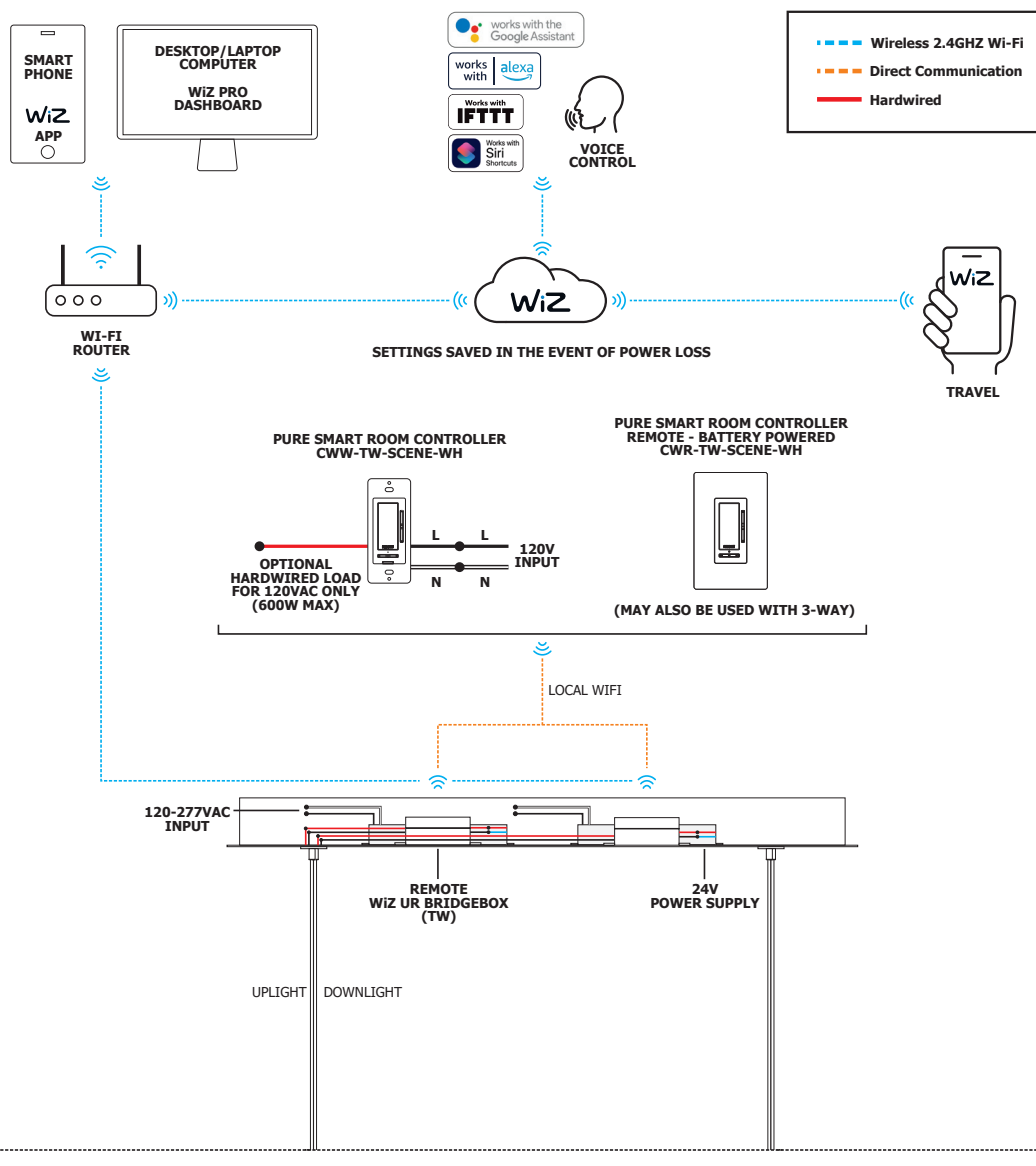 SMART
PHONE
WiZ
APP
DESKTOP/LAPTOP
COMPUTER
WiZ PRO
DASHBOARD
works with the
Google Assistant
works
with
alexa
Works with
IFTTT
Works with
Siri
Shortcuts
VOICE
CONTROL
Wireless 2.4GHZ Wi-Fi
Direct Communication
Hardwired
WI-FI
ROUTER
WiZ
SETTINGS SAVED IN THE EVENT OF POWER LOSS
WiZ
TRAVEL
PURE SMART ROOM CONTROLLER
CWW-TW-SCENE-WH
L L
N N
120V
INPUT
OPTIONAL
HARDWIRED LOAD
FOR 120VAC ONLY
(600W MAX)
PURE SMART ROOM CONTROLLER
REMOTE - BATTERY POWERED
CWR-TW-SCENE-WH
(MAY ALSO BE USED WITH 3-WAY)
LOCAL WIFI
120-277VAC
INPUT
REMOTE
WiZ UR BRIDGEBOX
(TW)
24V
POWER SUPPLY
UPLIGHT
DOWNLIGHT